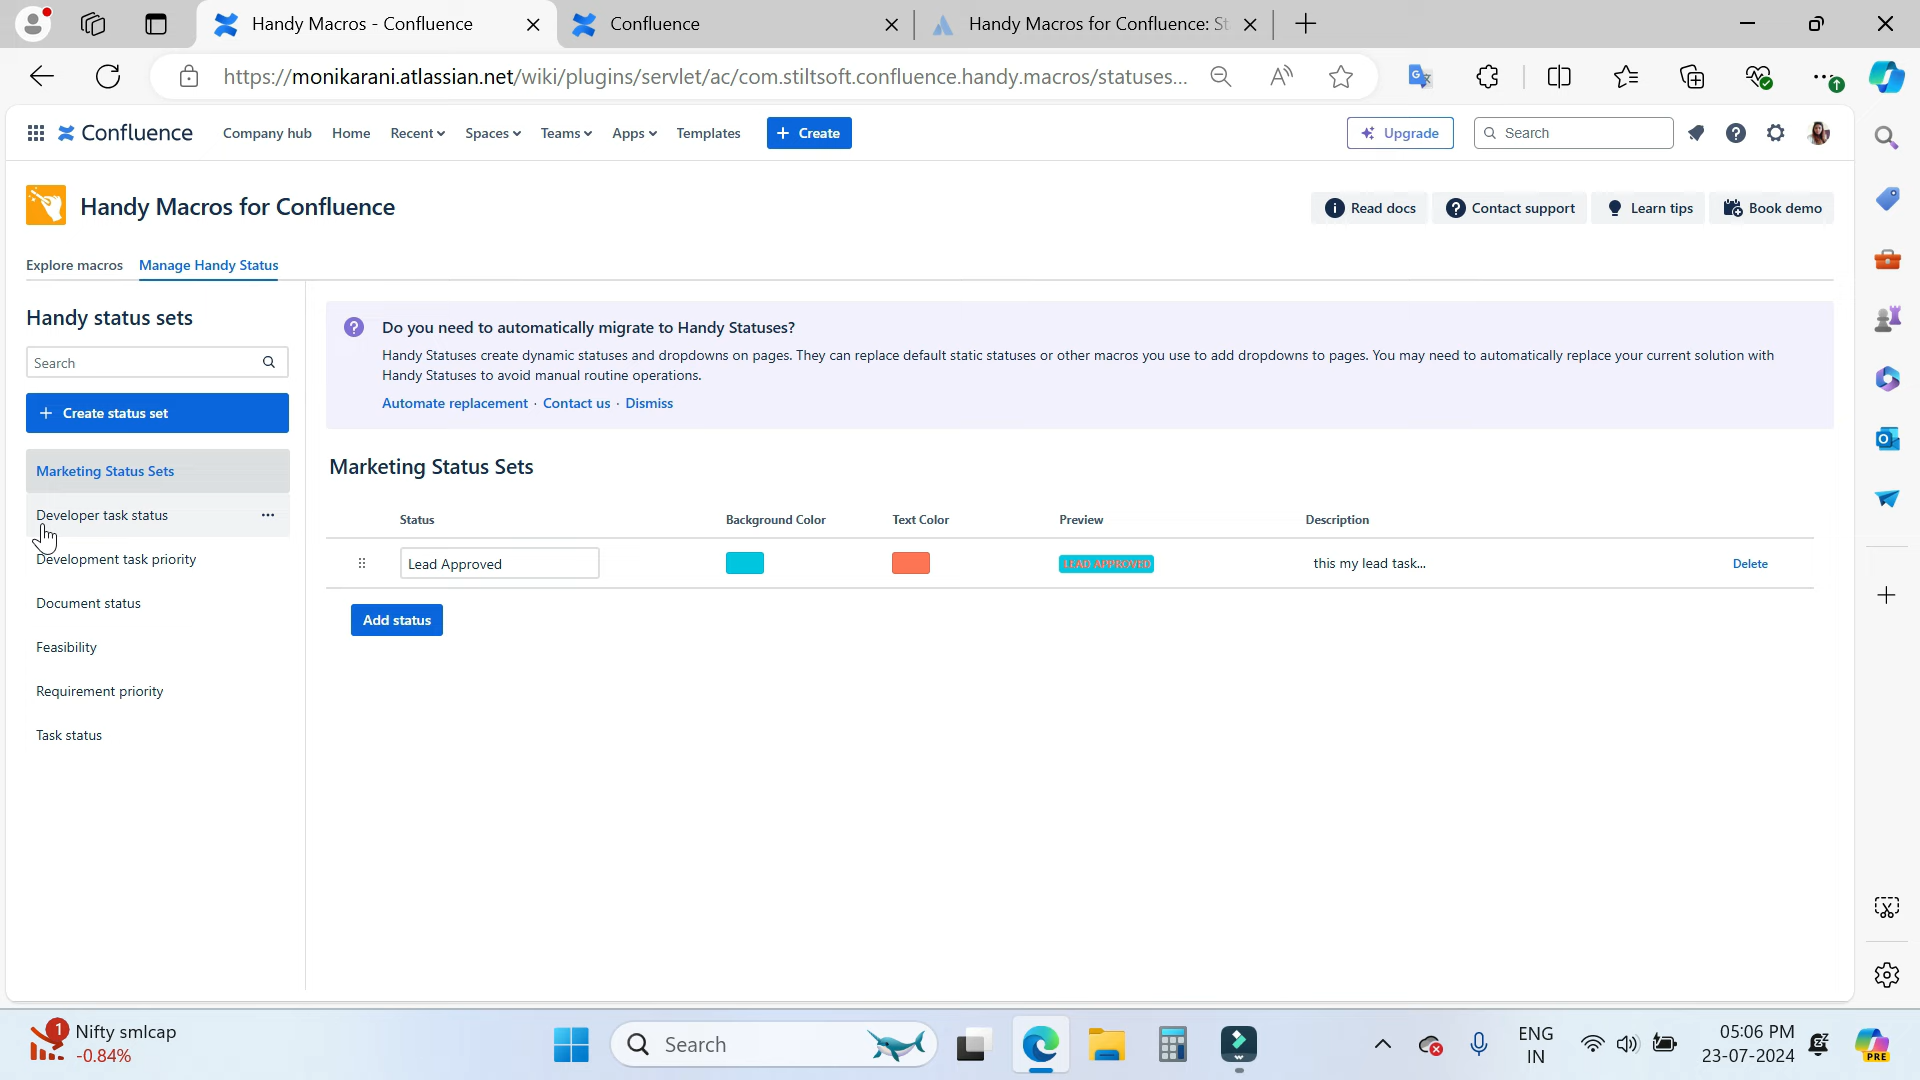 Handy Macros - Confluence
Confluence
Handy Macros for Confluence: St
https://monikarani.atlassian.net/wiki/plugins/servlet/ac/com.stiltsoft.confluence.handy.macros/statuses...
Confluence
Company hub
Home
Recent
Spaces
Teams
Apps
Templates
+ Create
Upgrade
Search
Handy Macros for Confluence
Read docs
Contact support
Learn tips
Book demo
Explore macros
Manage Handy Status
Handy status sets
Search
+ Create status set
Marketing Status Sets
Developer task status
Development task priority
Document status
Feasibility
Requirement priority
Task status
Do you need to automatically migrate to Handy Statuses?
Handy Statuses create dynamic statuses and dropdowns on pages. They can replace default static statuses or other macros you use to add dropdowns to pages. You may need to automatically replace your current solution with
Handy Statuses to avoid manual routine operations.
Automate replacement · Contact us · Dismiss
Marketing Status Sets
Status
Background Color
Text Color
Preview
Description
Lead Approved
LEAD APPROVED
this my lead task...
Delete
Add status
1
Nifty smlcap
-0.84%
Search
ENG
IN
05:06 PM
23-07-2024
PRE